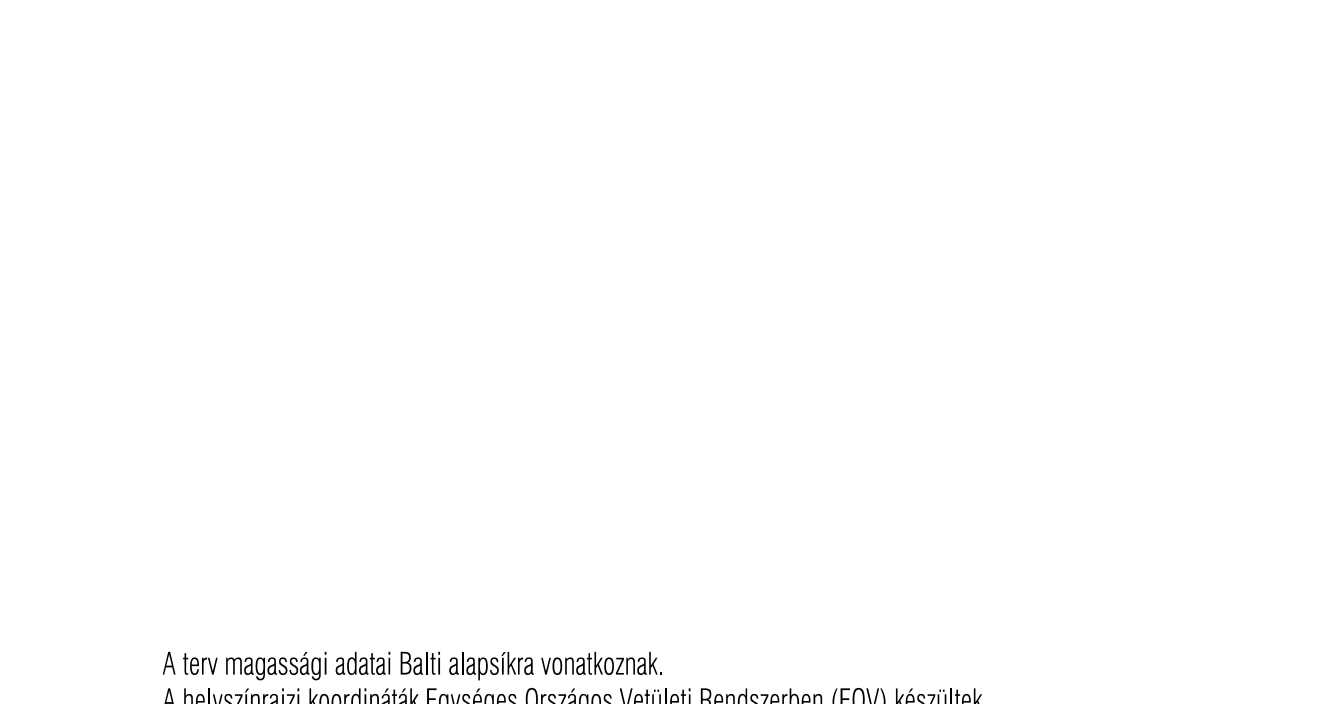 A terv magassági adatai Balti alapsíkra vonatkoznak.
A helyszínrajzi koordináták Egységes Országos Vetületi Rendszerben (EOV) készültek